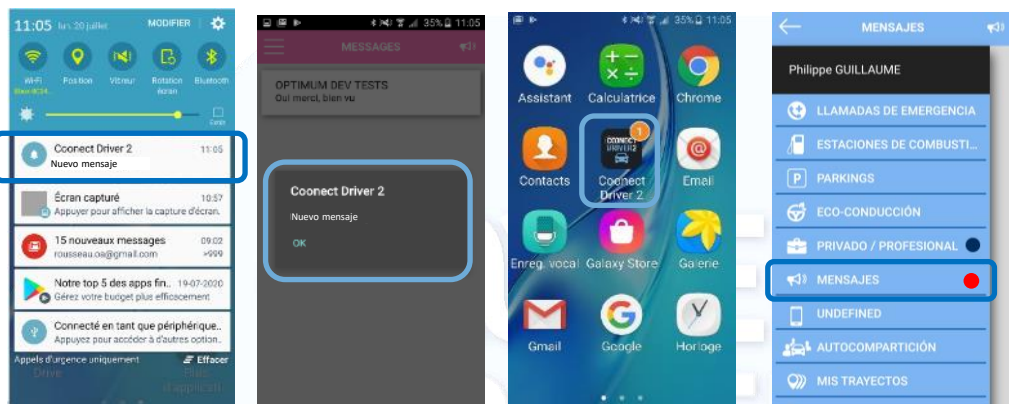 11:05 lun. 20 juillet MODIFIER
Wi-Fi Position Vibreur Rotation écran Bluetooth
Coonect Driver 2 11:05
Nuevo mensaje
Écran capturé 10:57
Appuyer pour afficher la capture d'écran.
15 nouveaux messages 09:02
rousseau.oa@gmail.com >999
Notre top 5 des apps fin.. 19-07-2020
Gérez votre budget plus efficacement
Connecté en tant que périphérique..
Appuyez pour accéder à d'autres option..
Appels d'urgence uniquement Effacer
Drive
35% 11:05
MESSAGES
OPTIMUM DEV TESTS
Oui merci, bien vu
Coonect Driver 2
Nuevo mensaje
OK
35% 11:05
Assistant Calculatrice Chrome
1
COONECT
DRIVER2
Contacts Coonect Driver 2 Email
Enreg. vocal Galaxy Store Galerie
Gmail Google Horloge
MENSAJES
Philippe GUILLAUME
LLAMADAS DE EMERGENCIA
ESTACIONES DE COMBUSTI...
PARKINGS
ECO-CONDUCCIÓN
PRIVADO / PROFESIONAL
MENSAJES
UNDEFINED
AUTOCOMPARTICIÓN
MIS TRAYECTOS